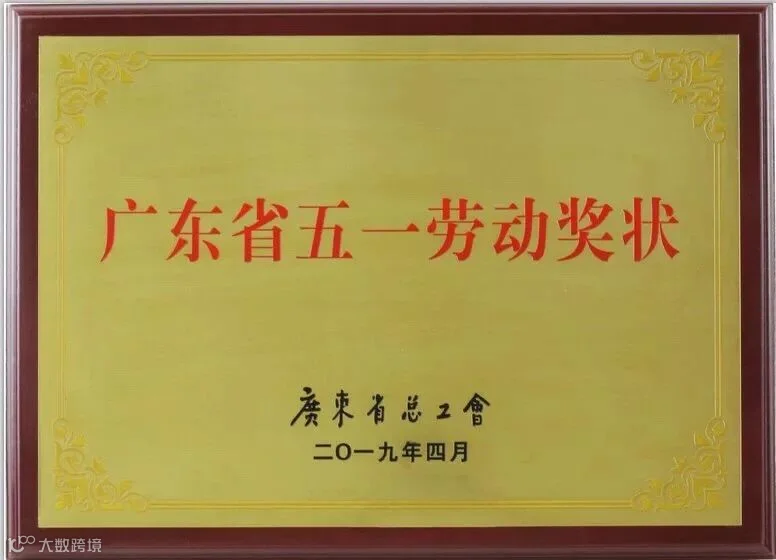 广东省五一劳动奖状
廣東省总工會
二〇一九年四月
大数跨境